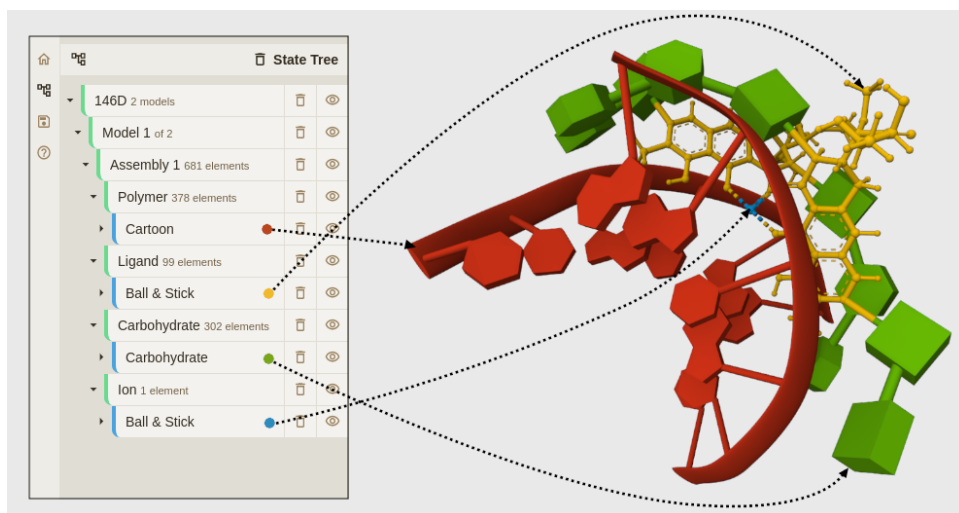 State Tree
146D 2 models
Model 1 of 2
Assembly 1 681 elements
Polymer 378 elements
Cartoon
Ligand 99 elements
Ball & Stick
Carbohydrate 302 elements
Carbohydrate
Ion 1 element
Ball & Stick